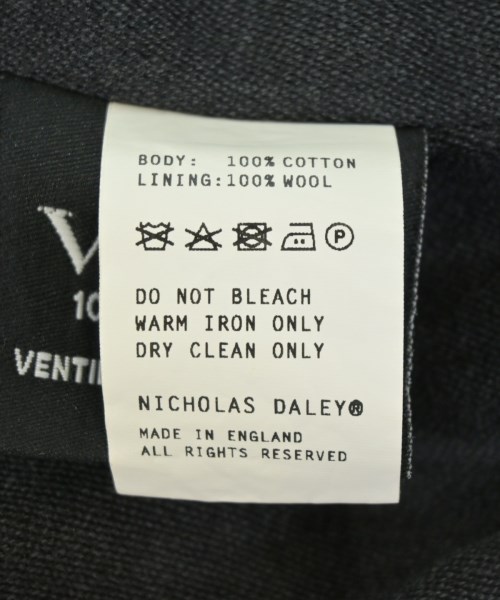 BODY: 100% COTTON
LINING:100% WOOL
P
DO NOT BLEACH
WARM IRON ONLY
DRY CLEAN ONLY
NICHOLAS DALEY®
MADE IN ENGLAND
ALL RIGHTS RESERVED